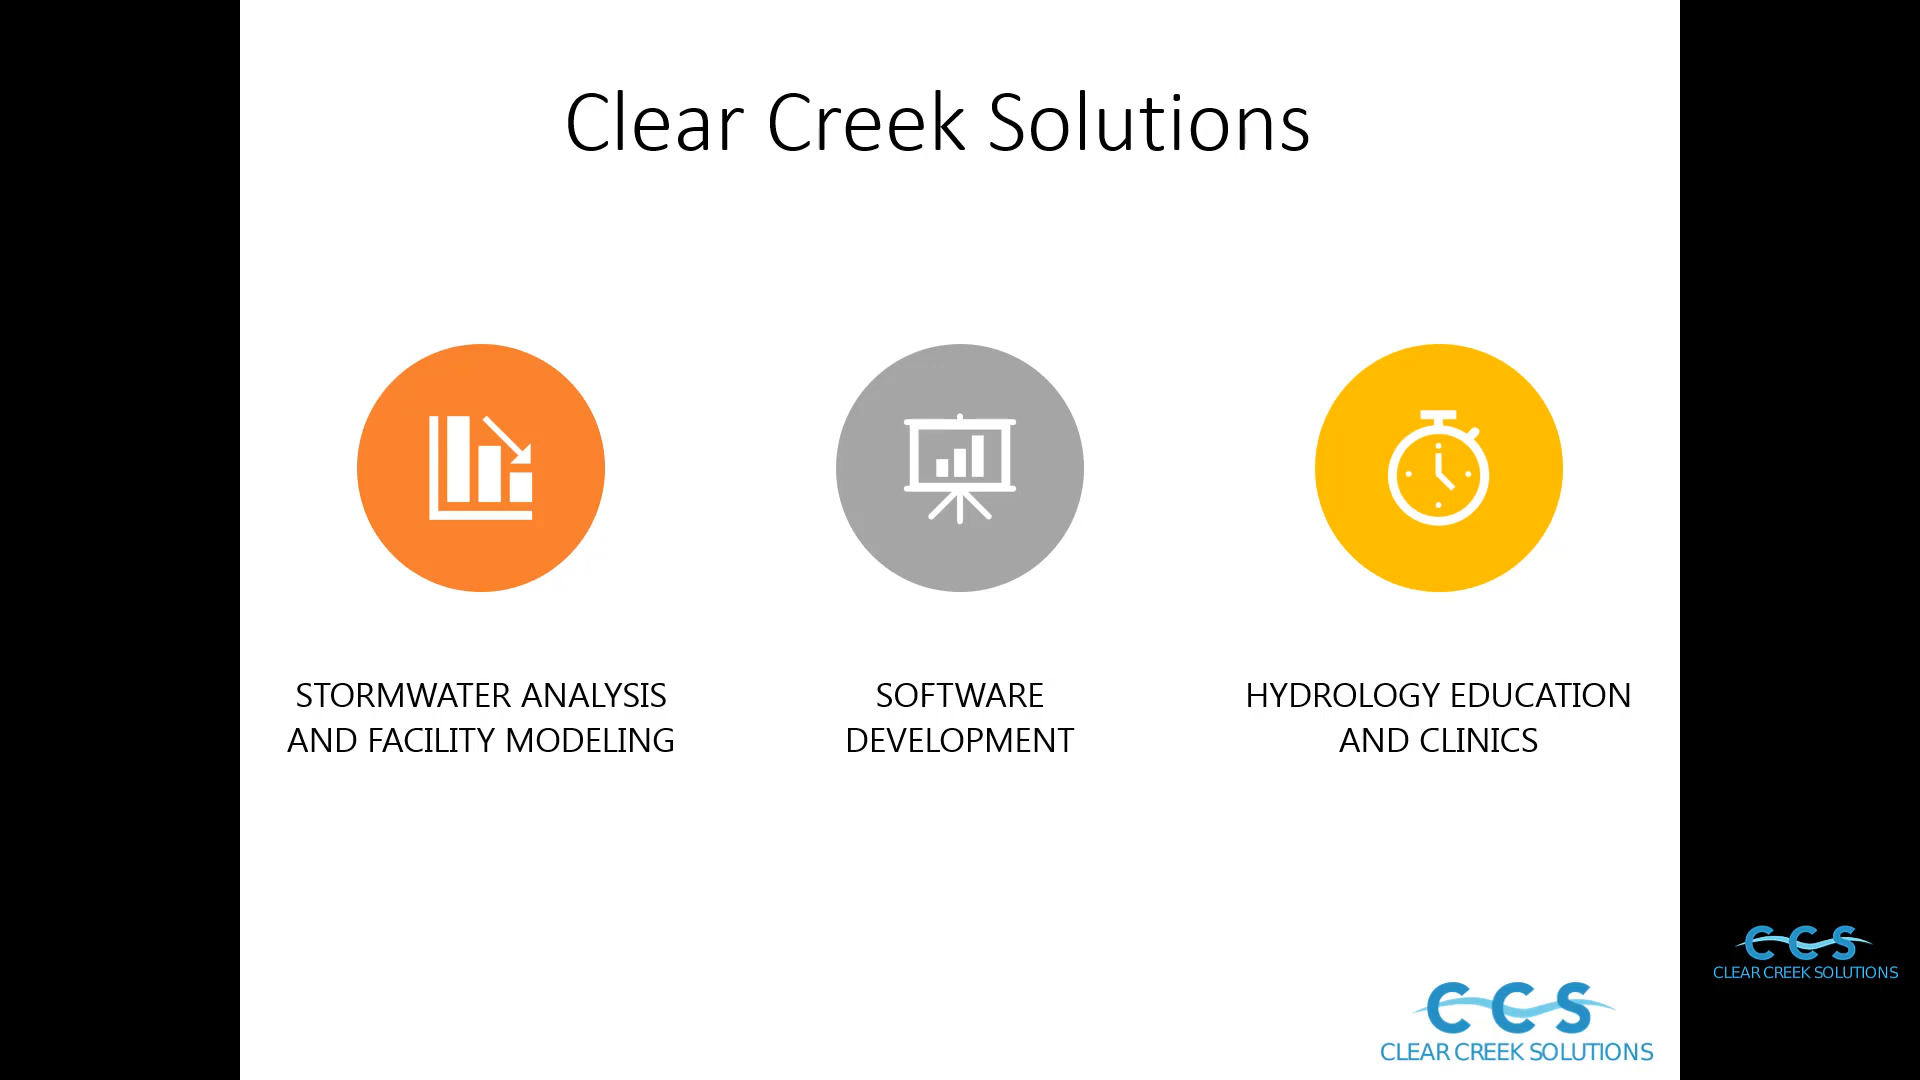 Clear Creek Solutions
STORMWATER ANALYSIS
AND FACILITY MODELING
SOFTWARE
DEVELOPMENT
HYDROLOGY EDUCATION
AND CLINICS
CCS
CLEAR CREEK SOLUTIONS
CCS
CLEAR CREEK SOLUTIONS